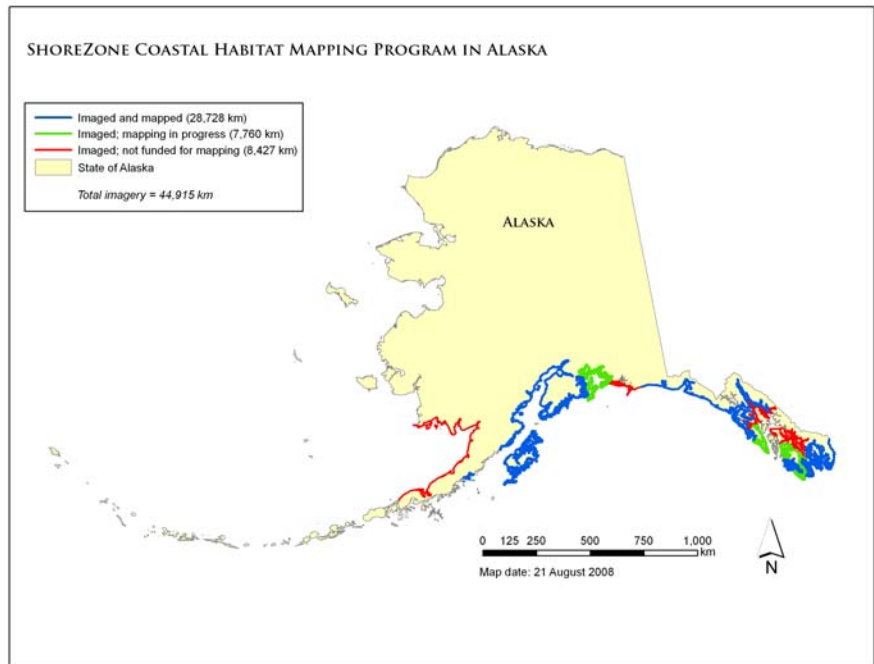 ShoreZone Coastal Habitat Mapping Program in Alaska
Imaged and mapped (28,728 km)
Imaged; mapping in progress (7,760 km)
Imaged; not funded for mapping (8,427 km)
State of Alaska
Total imagery = 44,915 km
Alaska
0 125 250 500 750 1,000
km
Map date: 21 August 2008
N